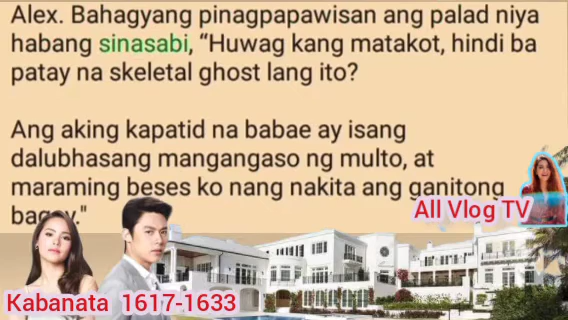 Alex. Bahagyang pinagpapawisan ang palad niya
habang sinasabi, “Huwag kang matakot, hindi ba
patay na skeletal ghost lang ito?
Ang aking kapatid na babae ay isang
dalubhasang mangangaso ng multo, at
maraming beses ko nang nakita ang ganitong
All Vlog TV
Kabanata 1617-1633